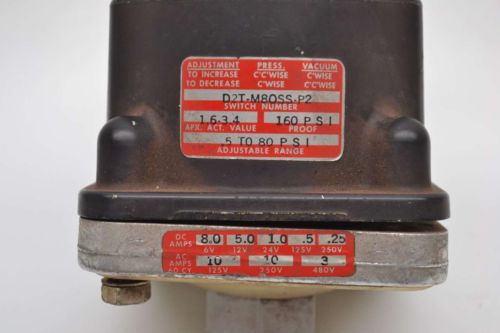 ADJUSTMENT PRESS. VACUUM
TO INCREASE C'C'WISE C'WISE
TO DECREASE C'WISE C'C'WISE
D2T-M80SS-P2
SWITCH NUMBER
1.6-3.4 160 P S I
APX. ACT. VALUE PROOF
5 TO 80 P S I
ADJUSTABLE RANGE
DC AMPS 8.0 5.0 1.0 .5 .25
6V 12V 24V 125V 250V
AC AMPS 10 10 3
60 CY. 125V 250V 480V